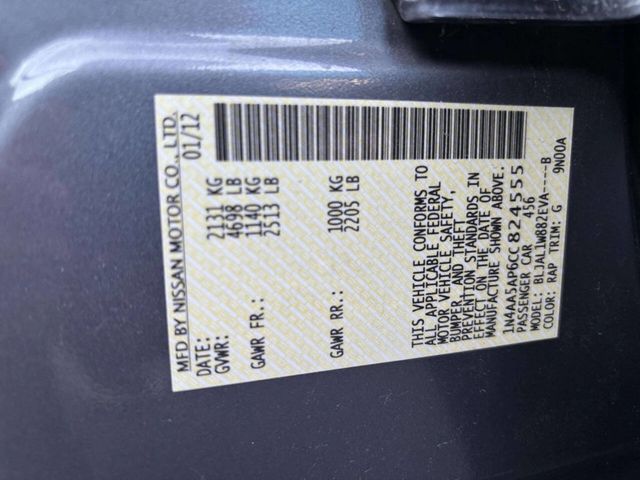 MFD BY NISSAN MOTOR CO., LTD.
DATE: 01/12
GVWR: 2131 KG
4698 LB
GAWR FR.: 1140 KG
2513 LB
GAWR RR.: 1000 KG
2205 LB
THIS VEHICLE CONFORMS TO
ALL APPLICABLE FEDERAL
MOTOR VEHICLE SAFETY,
BUMPER, AND THEFT
PREVENTION STANDARDS IN
EFFECT ON THE DATE OF
MANUFACTURE SHOWN ABOVE.
1N4AA5AP6CC824555
PASSENGER CAR 456
MODEL: BLJAL1W882EVA----B
COLOR: RAP TRIM: G 9N00A